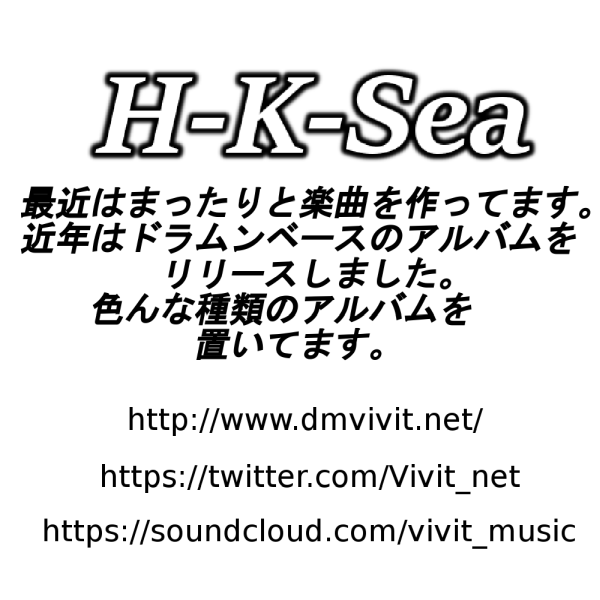 H-K-Sea
最近はまったりと楽曲を作ってます。
近年はドラムンベースのアルバムを
リリースしました。
色んな種類のアルバムを
置いてます。
http://www.dmvivit.net/
https://twitter.com/Vivit_net
https://soundcloud.com/vivit_music